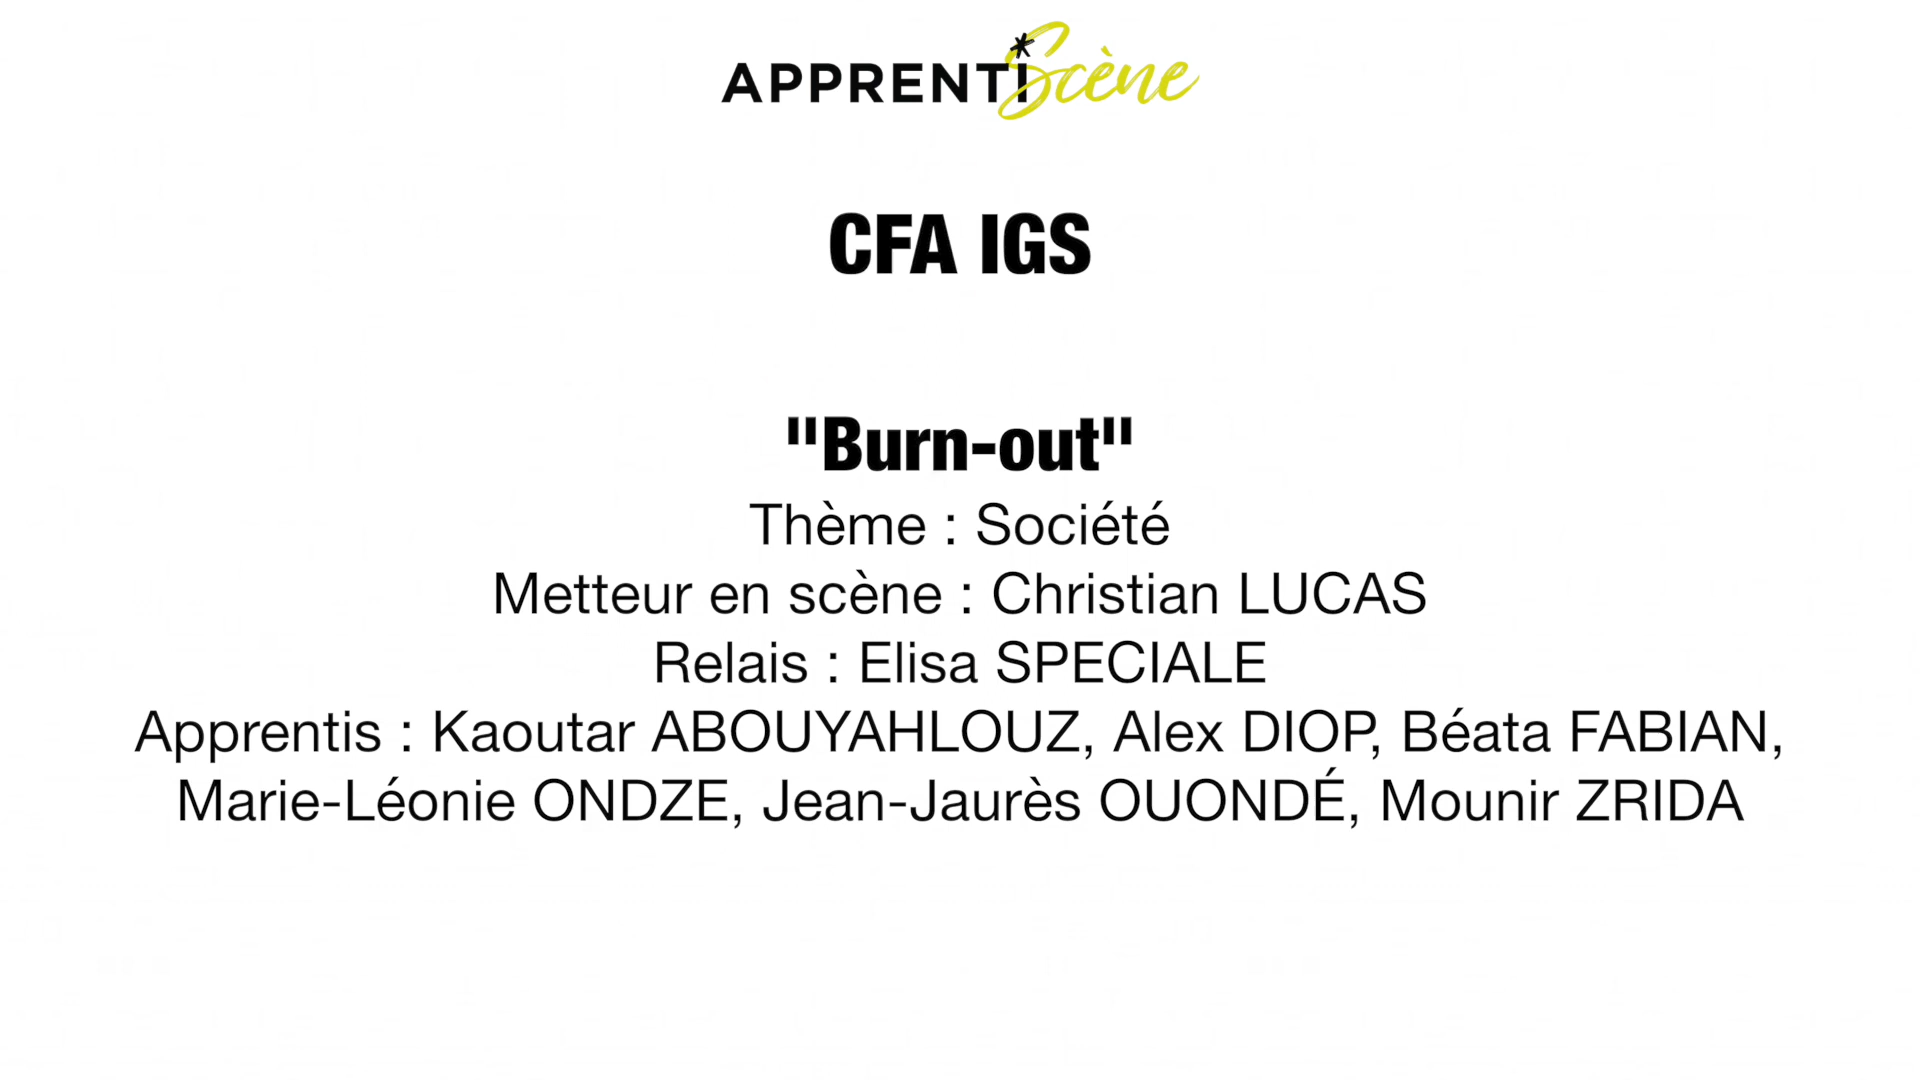 APPRENTIScène
CFA IGS
"Burn-out"
Thème : Société
Metteur en scène : Christian LUCAS
Relais : Elisa SPECIALE
Apprentis : Kaoutar ABOUYAHLOUZ, Alex DIOP, Béata FABIAN,
Marie-Léonie ONDZE, Jean-Jaurès OUONDÉ, Mounir ZRIDA